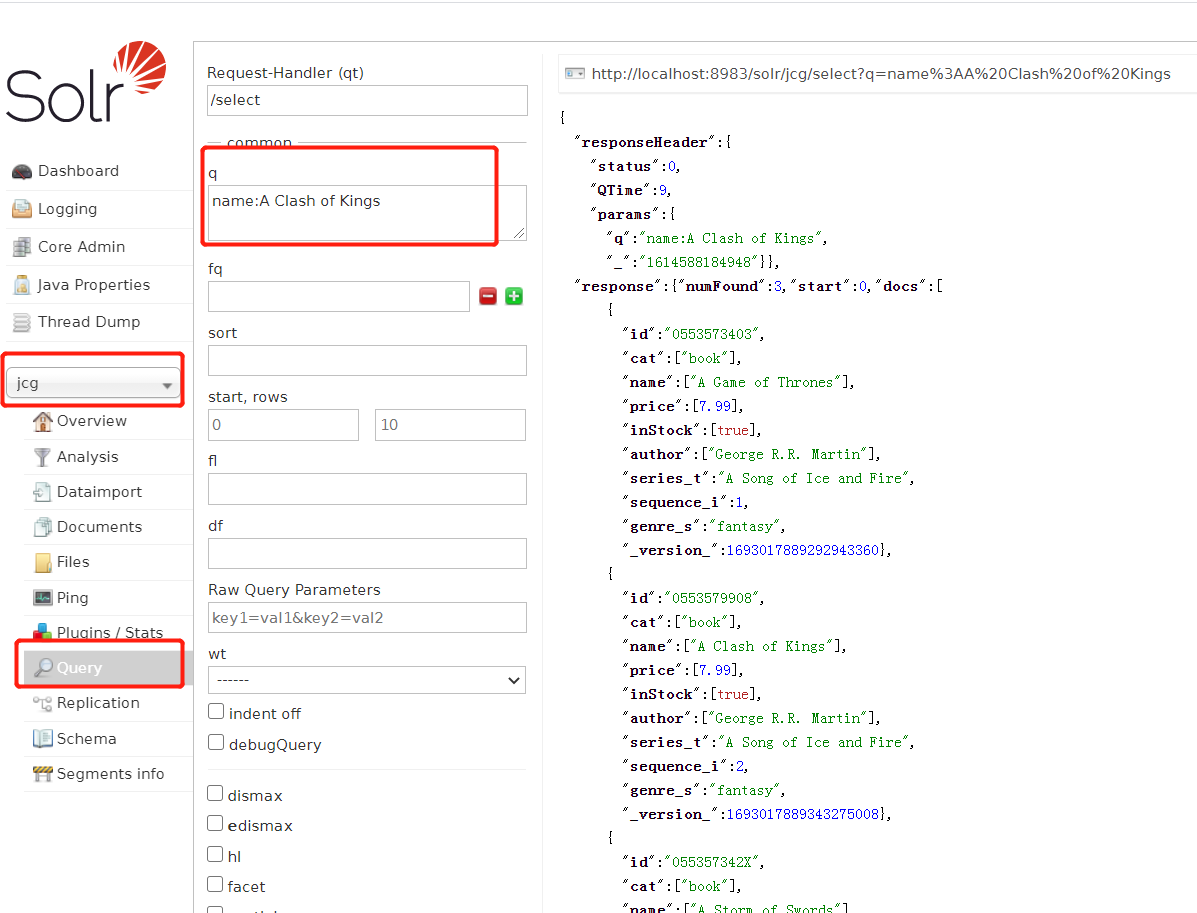 Solr
Dashboard
Logging
Core Admin
Java Properties
Thread Dump
jcg
Overview
Analysis
Dataimport
Documents
Files
Ping
Plugins / Stats
Query
Replication
Schema
Segments info
Request-Handler (qt)
/select
common
q
name:A Clash of Kings
fq
sort
start, rows
0 10
fl
df
Raw Query Parameters
key1=val1&key2=val2
wt
------
indent off
debugQuery
dismax
edismax
hl
facet
http://localhost:8983/solr/jcg/select?q=name%3AA%20Clash%20of%20Kings
{
"responseHeader":{
"status":0,
"QTime":9,
"params":{
"q":"name:A Clash of Kings",
"_":"1614588184948"}},
"response":{"numFound":3,"start":0,"docs":[
{
"id":"0553573403",
"cat":["book"],
"name":["A Game of Thrones"],
"price":[7.99],
"inStock":[true],
"author":["George R.R. Martin"],
"series_t":"A Song of Ice and Fire",
"sequence_i":1,
"genre_s":"fantasy",
"_version_":1693017889292943360},
{
"id":"0553579908",
"cat":["book"],
"name":["A Clash of Kings"],
"price":[7.99],
"inStock":[true],
"author":["George R.R. Martin"],
"series_t":"A Song of Ice and Fire",
"sequence_i":2,
"genre_s":"fantasy",
"_version_":1693017889343275008},
{
"id":"055357342X",
"cat":["book"],
"name":["A Storm of Swords"]